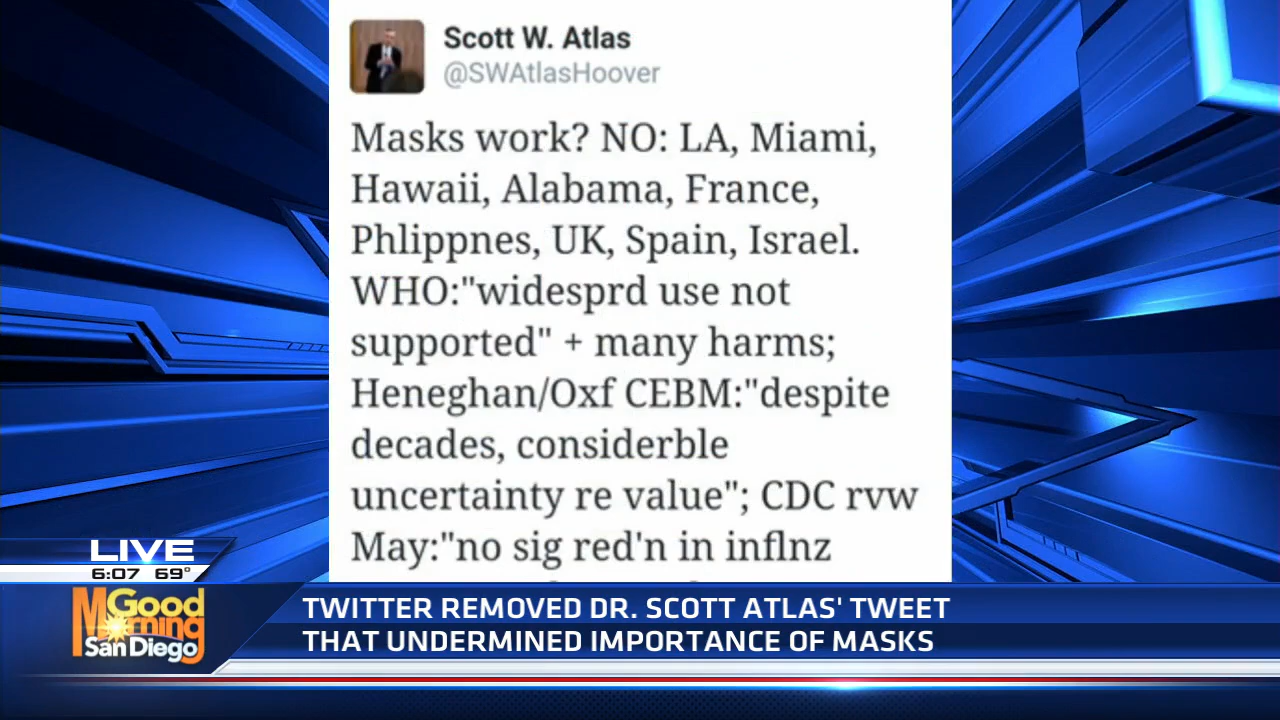 Scott W. Atlas
@SWAtlasHoover
Masks work? NO: LA, Miami,
Hawaii, Alabama, France,
Phlippnes, UK, Spain, Israel.
WHO:"widesprd use not
supported" + many harms;
Heneghan/Oxf CEBM:"despite
decades, considerble
uncertainty re value"; CDC rvw
May:"no sig red'n in inflnz
LIVE
6:07 69°
Good
Morning
San Diego
TWITTER REMOVED DR. SCOTT ATLAS' TWEET
THAT UNDERMINED IMPORTANCE OF MASKS